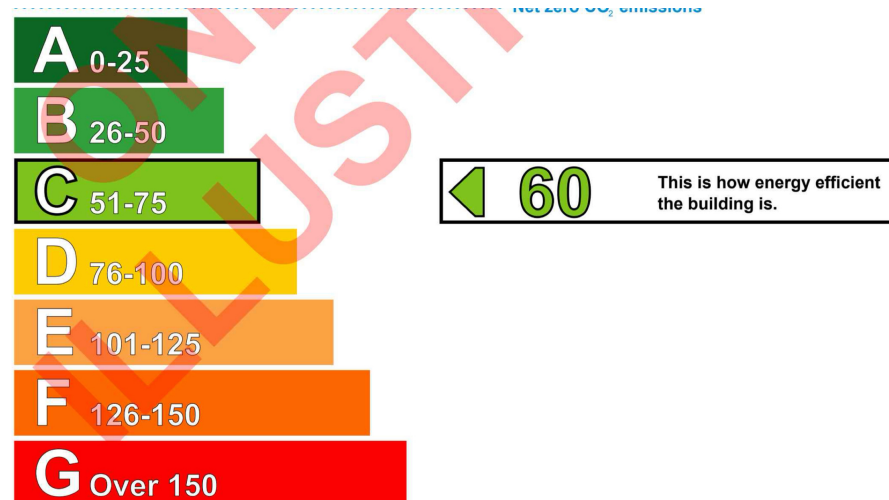 Net zero CO₂ emissions
A 0-25
B 26-50
C 51-75
60
This is how energy efficient
the building is.
D 76-100
E 101-125
F 126-150
G Over 150